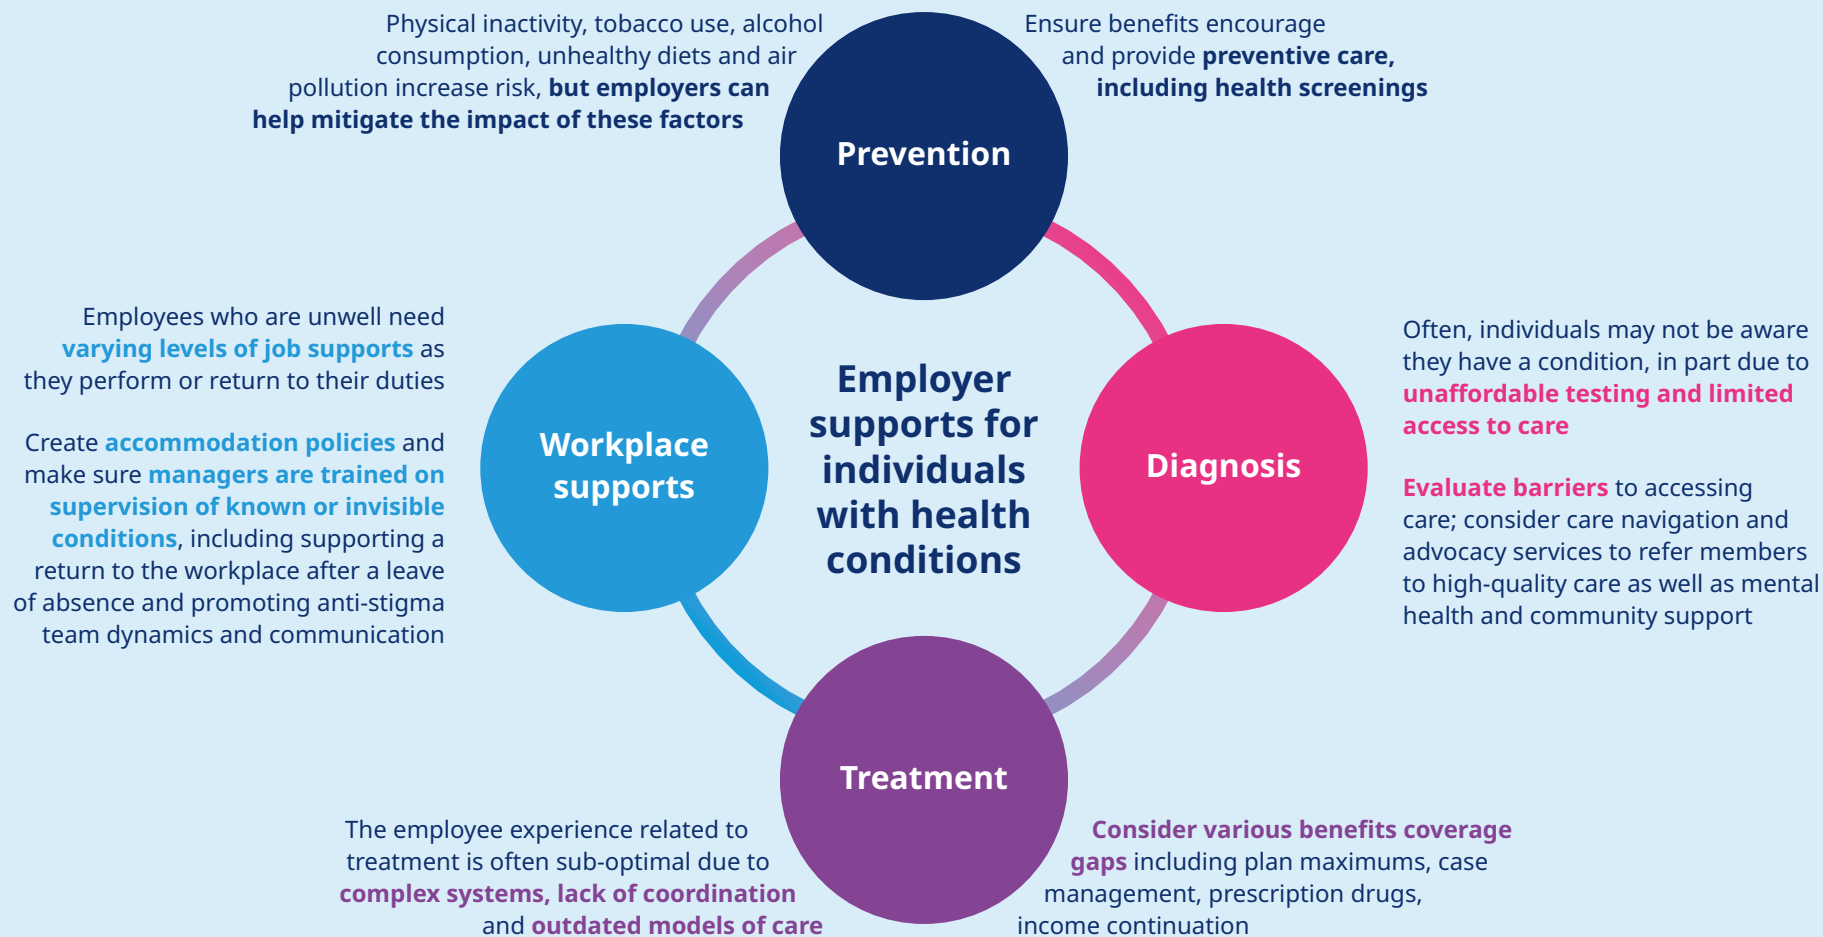 Physical inactivity, tobacco use, alcohol
consumption, unhealthy diets and air
pollution increase risk, but employers can
help mitigate the impact of these factors
Ensure benefits encourage
and provide preventive care,
including health screenings
Prevention
Often, individuals may not be aware
they have a condition, in part due to
unaffordable testing and limited
access to care
Evaluate barriers to accessing
care; consider care navigation and
advocacy services to refer members
to high-quality care as well as mental
health and community support
Diagnosis
Employer
supports for
individuals
with health
conditions
Employees who are unwell need
varying levels of job supports as
they perform or return to their duties
Create accommodation policies and
make sure managers are trained on
supervision of known or invisible
conditions, including supporting a
return to the workplace after a leave
of absence and promoting anti-stigma
team dynamics and communication
Workplace
supports
Treatment
The employee experience related to
treatment is often sub-optimal due to
complex systems, lack of coordination
and outdated models of care
Consider various benefits coverage
gaps including plan maximums, case
management, prescription drugs,
income continuation